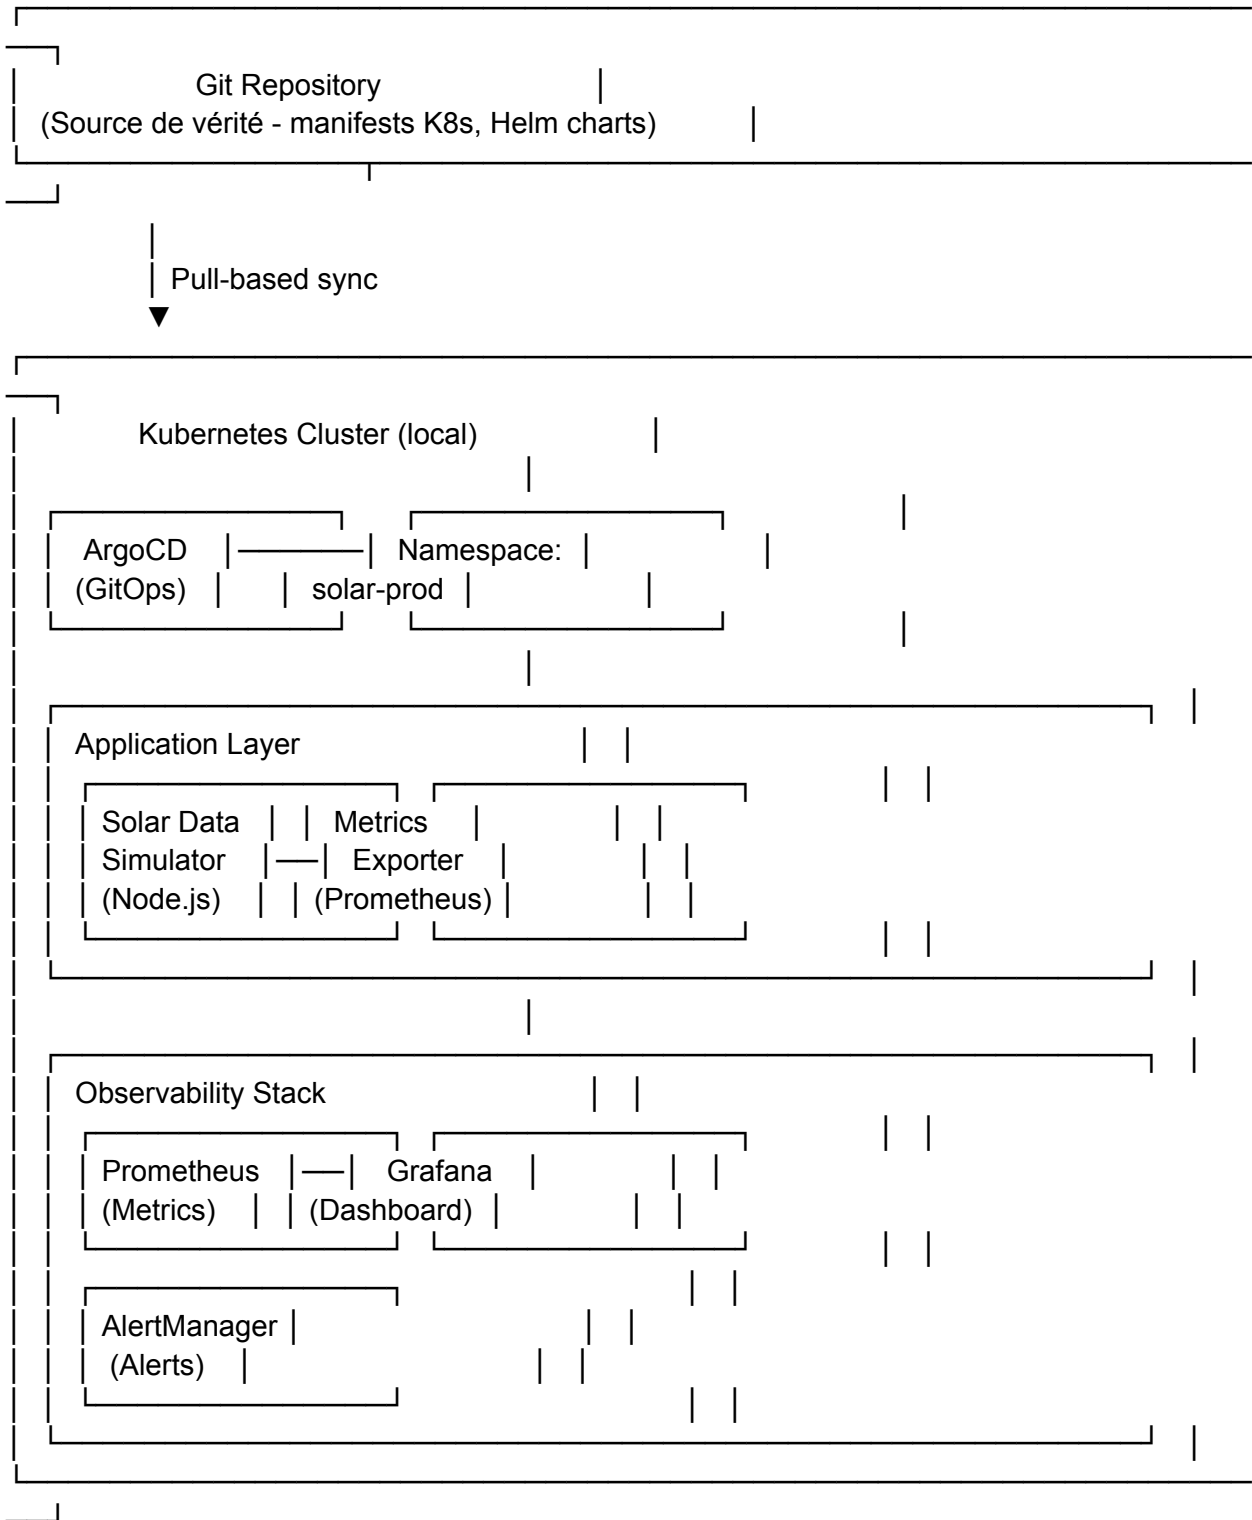 Git Repository
(Source de vérité - manifests K8s, Helm charts)
Pull-based sync
Kubernetes Cluster (local)
ArgoCD Namespace:
(GitOps) solar-prod
Application Layer
Solar Data Metrics
Simulator Exporter
(Node.js) (Prometheus)
Observability Stack
Prometheus Grafana
(Metrics) (Dashboard)
AlertManager
(Alerts)